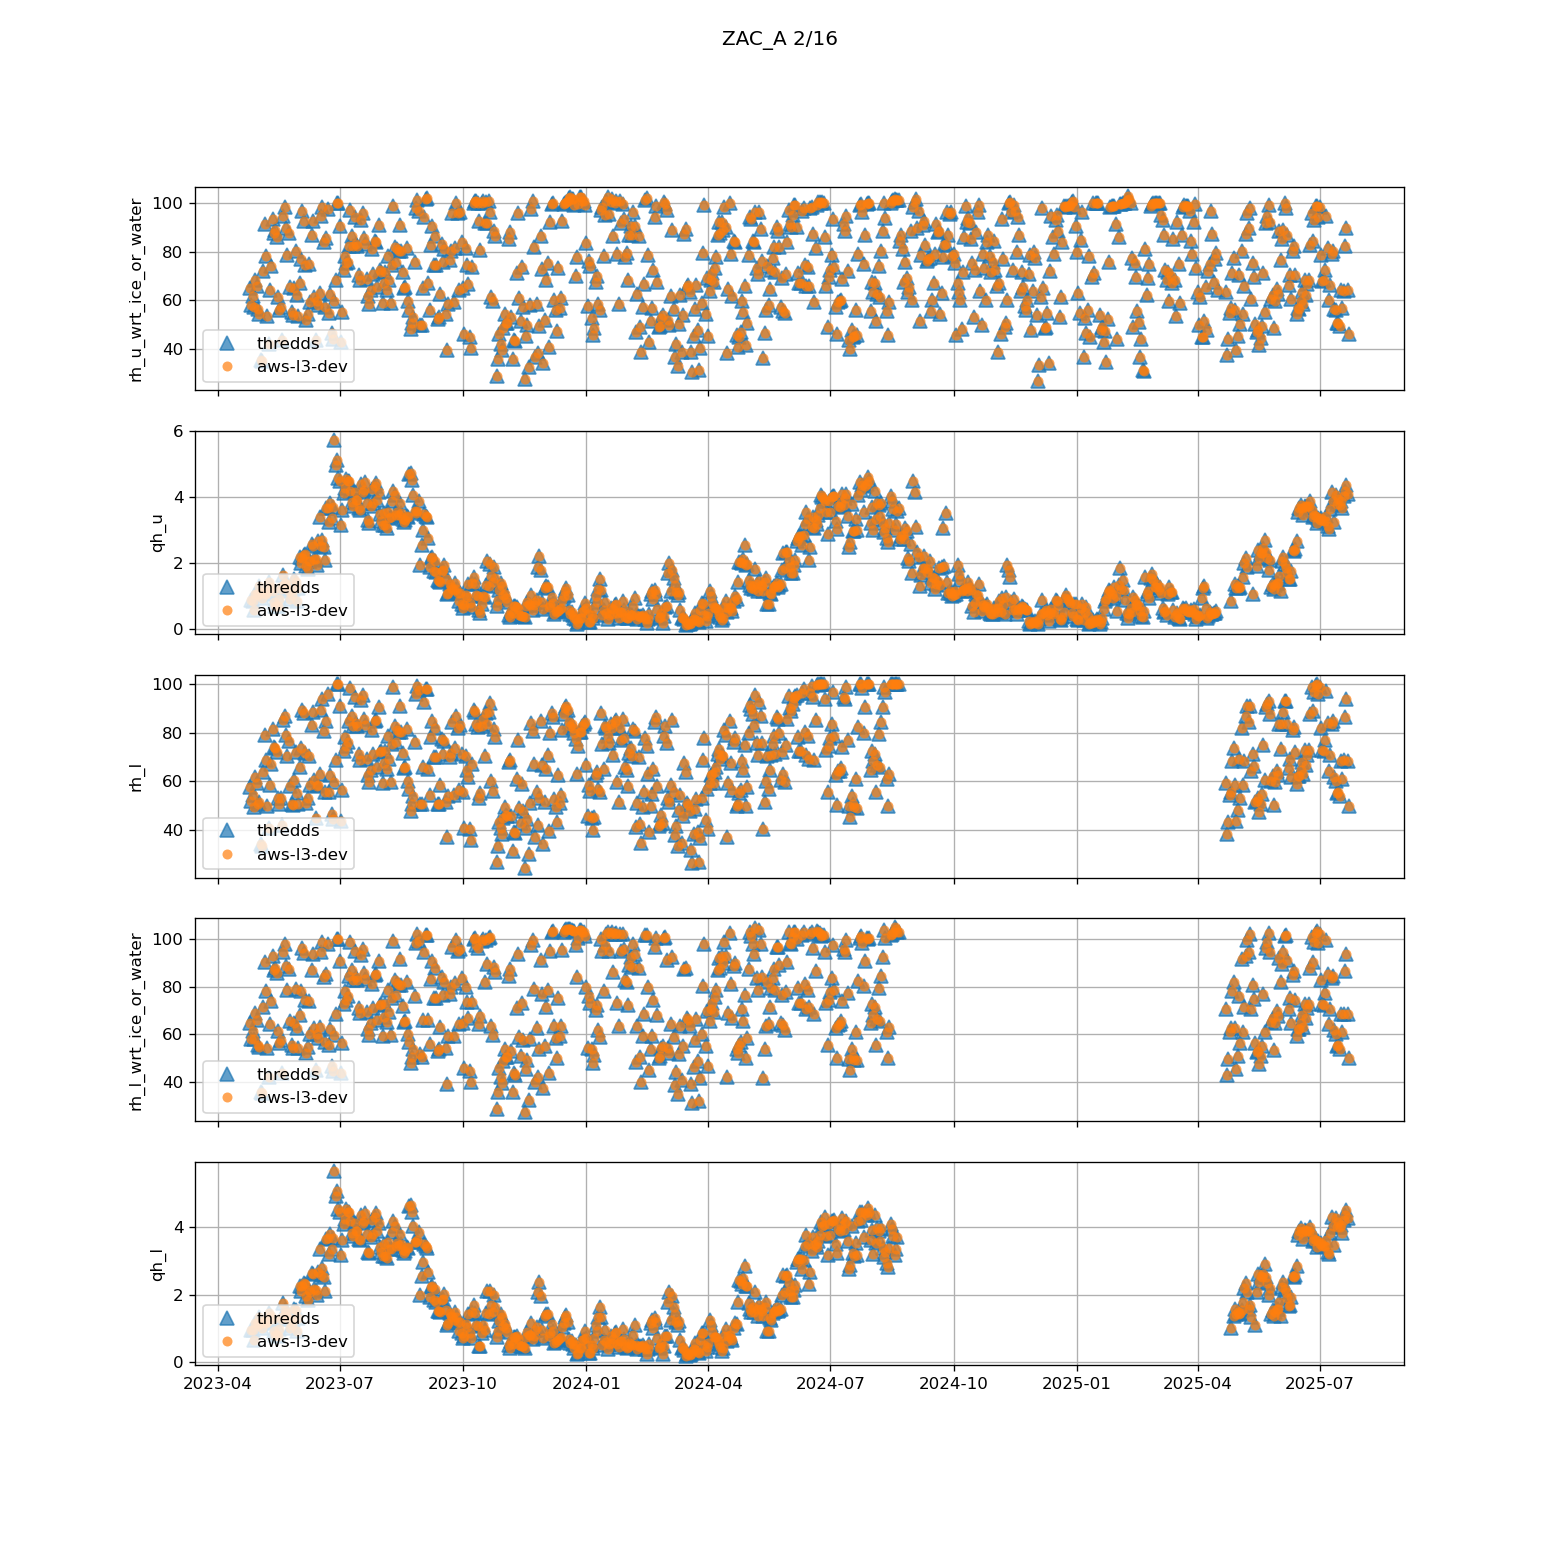 ZAC_A 2/16
rh_u_wrt_ice_or_water
100
80
60
40
thredds
aws-l3-dev
qh_u
6
4
2
0
thredds
aws-l3-dev
rh_l
100
80
60
40
thredds
aws-l3-dev
rh_l_wrt_ice_or_water
100
80
60
40
thredds
aws-l3-dev
qh_l
4
2
0
thredds
aws-l3-dev
2023-04 2023-07 2023-10 2024-01 2024-04 2024-07 2024-10 2025-01 2025-04 2025-07